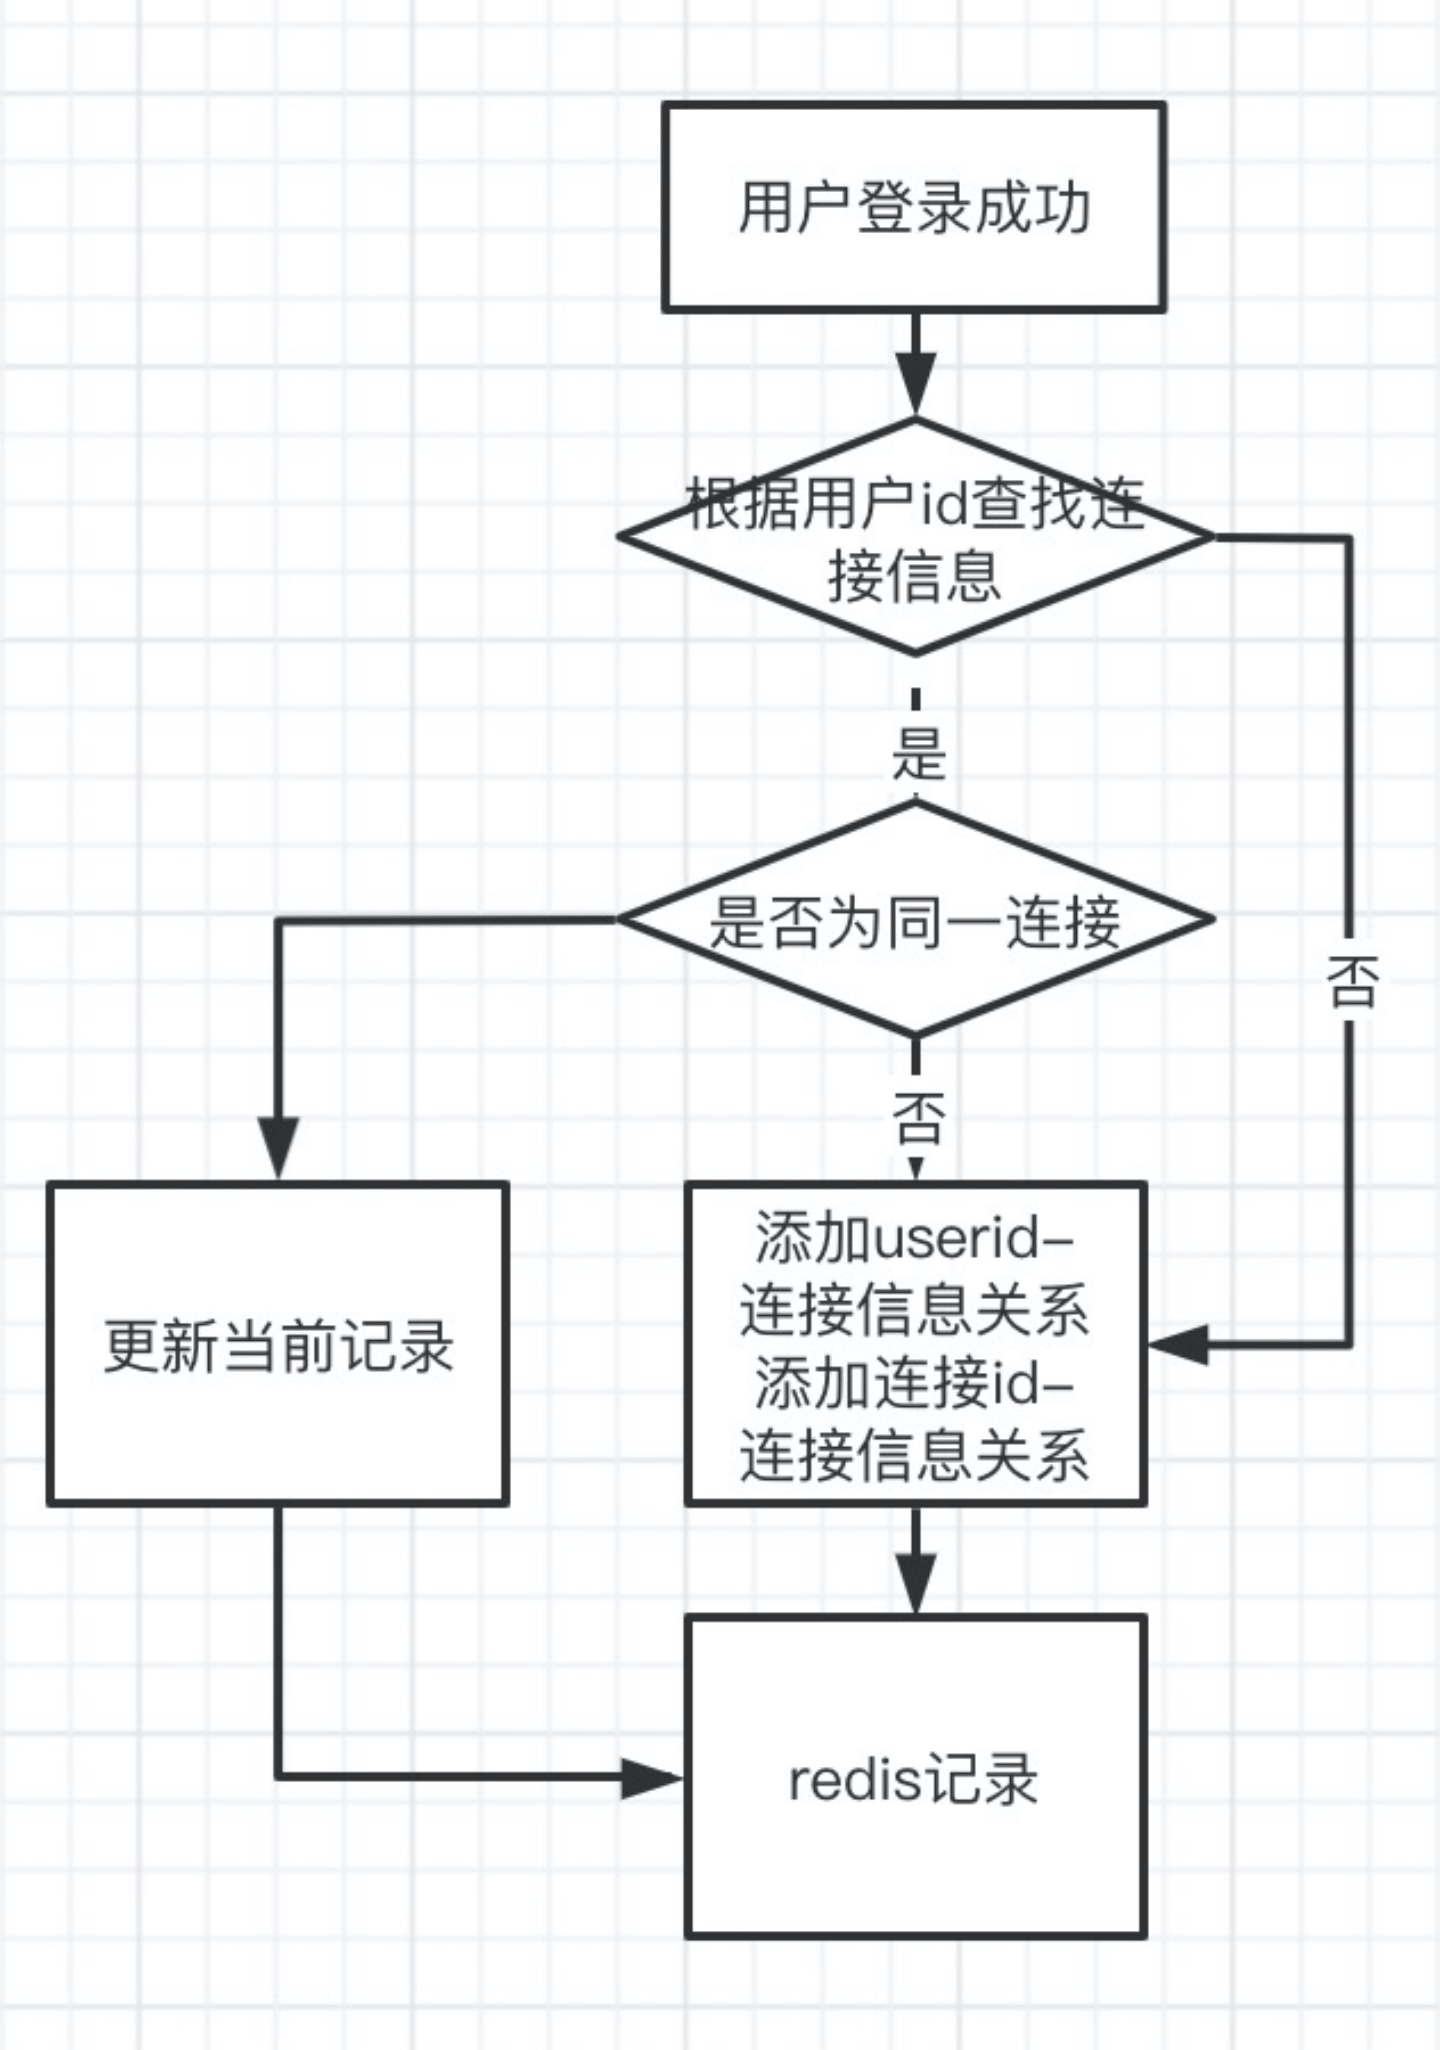 用户登录成功
根据用户id查找连
接信息
是
是否为同一连接
否
否
添加userid-
连接信息关系
添加连接id-
连接信息关系
更新当前记录
redis记录